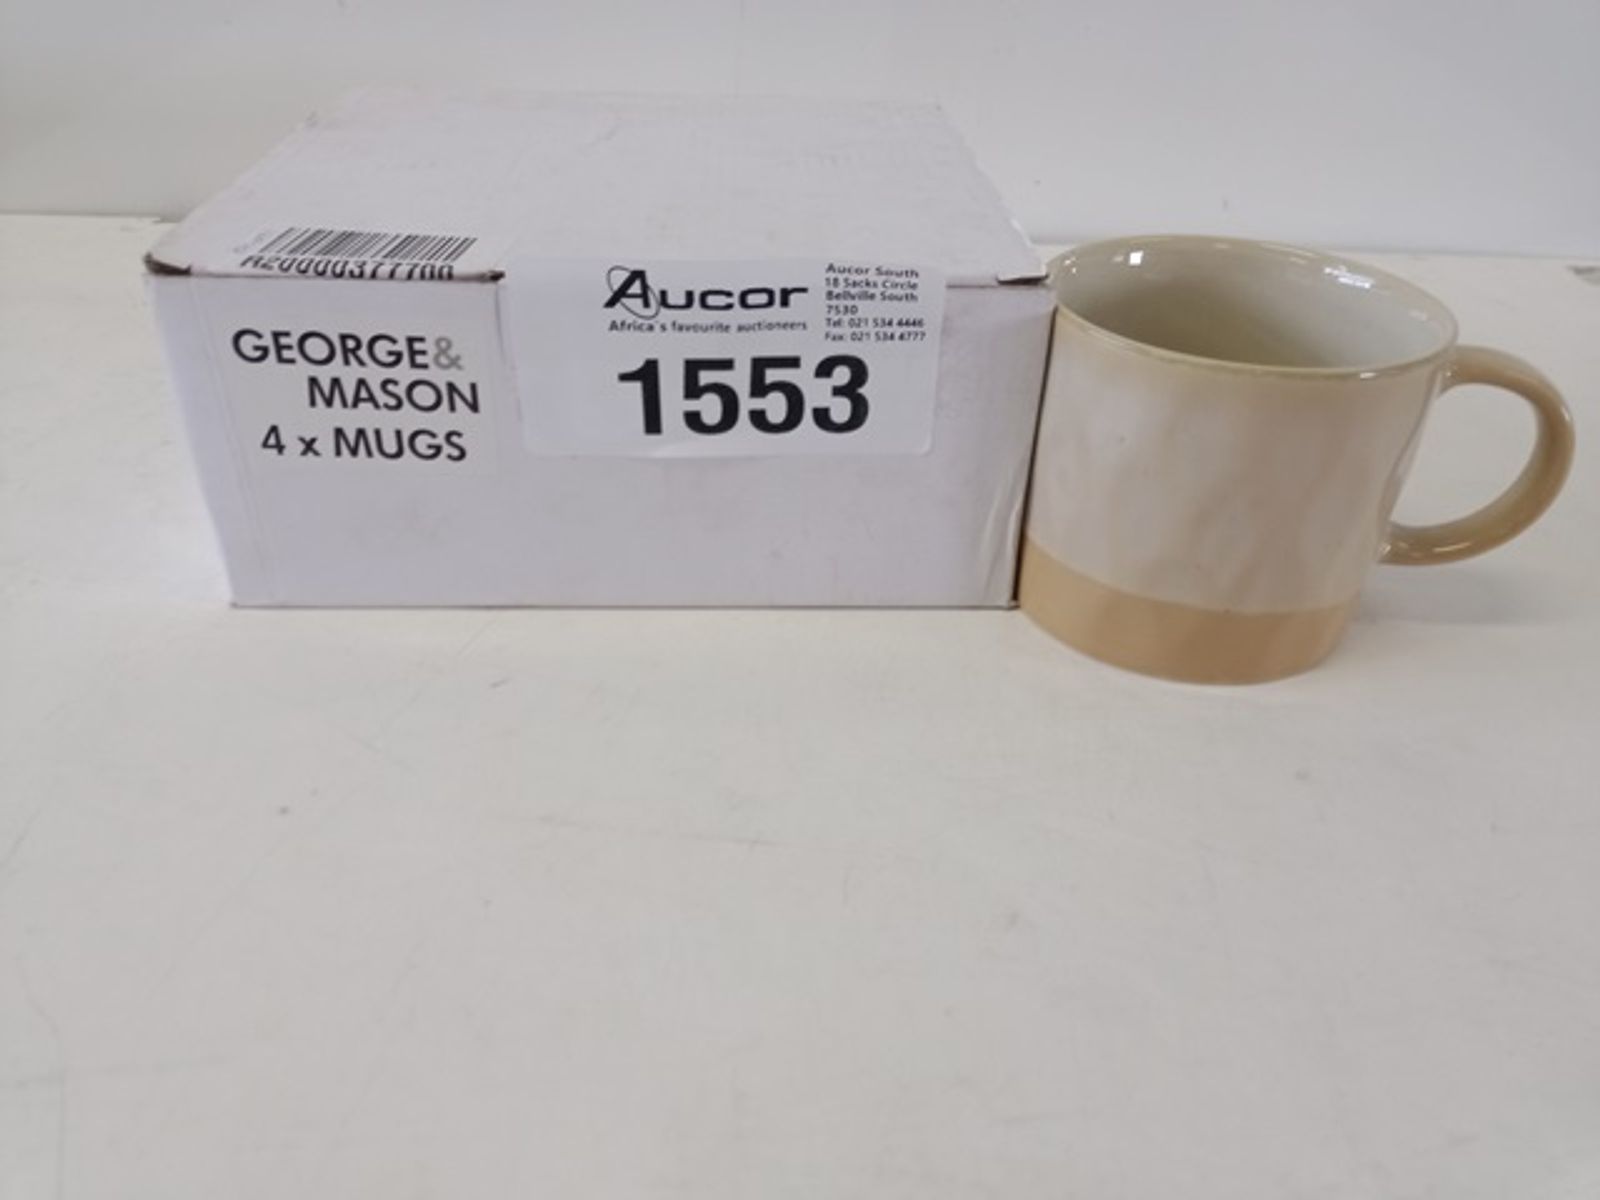 A20000377700
GEORGE&
MASON
4 x MUGS
Aucor
Africa's favourite auctioneers
Aucor South
18 Sacks Circle
Bellville South
7530
Tel: 021 534 4446
Fax: 021 534 4777
1553